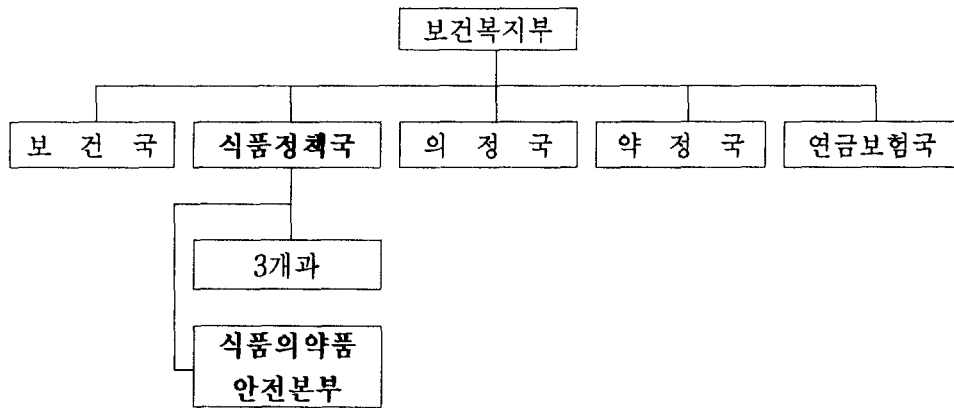 보건복지부
보 건 국
식품정책국
의 정 국
약 정 국
연금보험국
3개과
식품의약품
안전본부